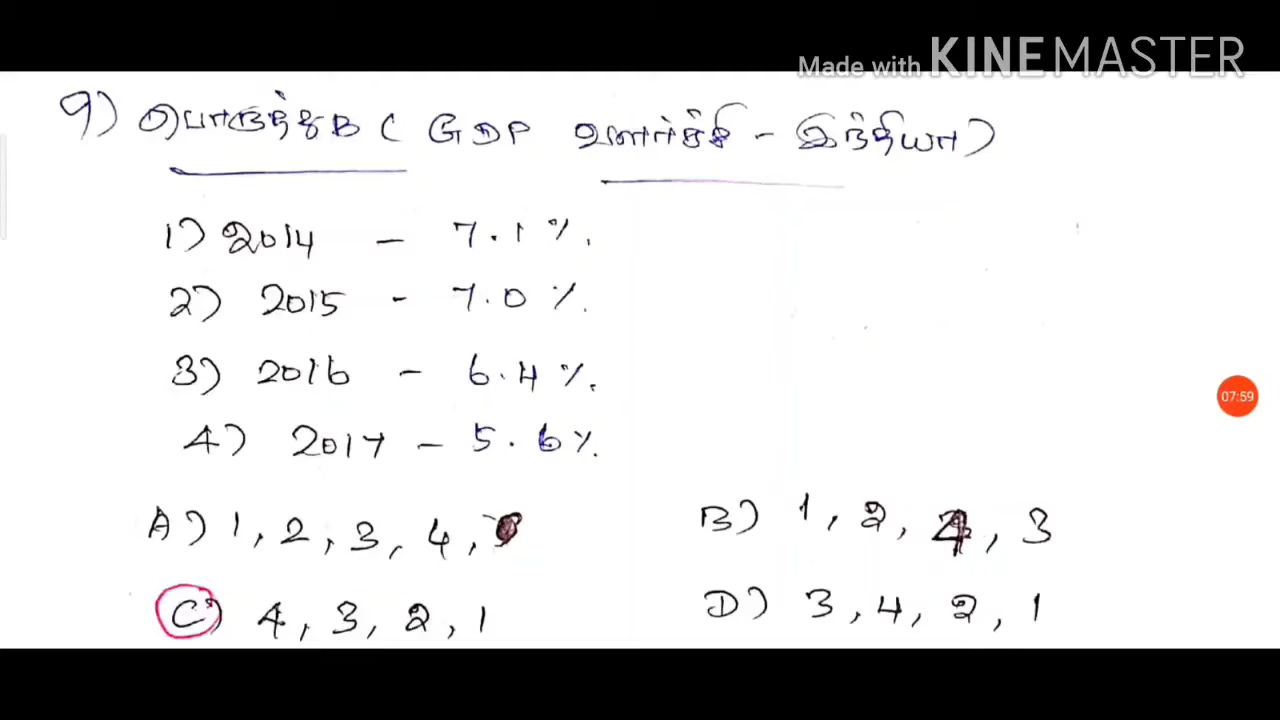 Made with KINEMASTER
9) பொருத்துக B ( GDP வளர்ச்சி - இந்தியா )
1) 2014 - 7.1 %.
2) 2015 - 7.0 %.
3) 2016 - 6.4 %.
07:59
4) 2017 - 5.6 %.
A) 1, 2, 3, 4, B) 1, 2, 4, 3
C) 4, 3, 2, 1 D) 3, 4, 2, 1